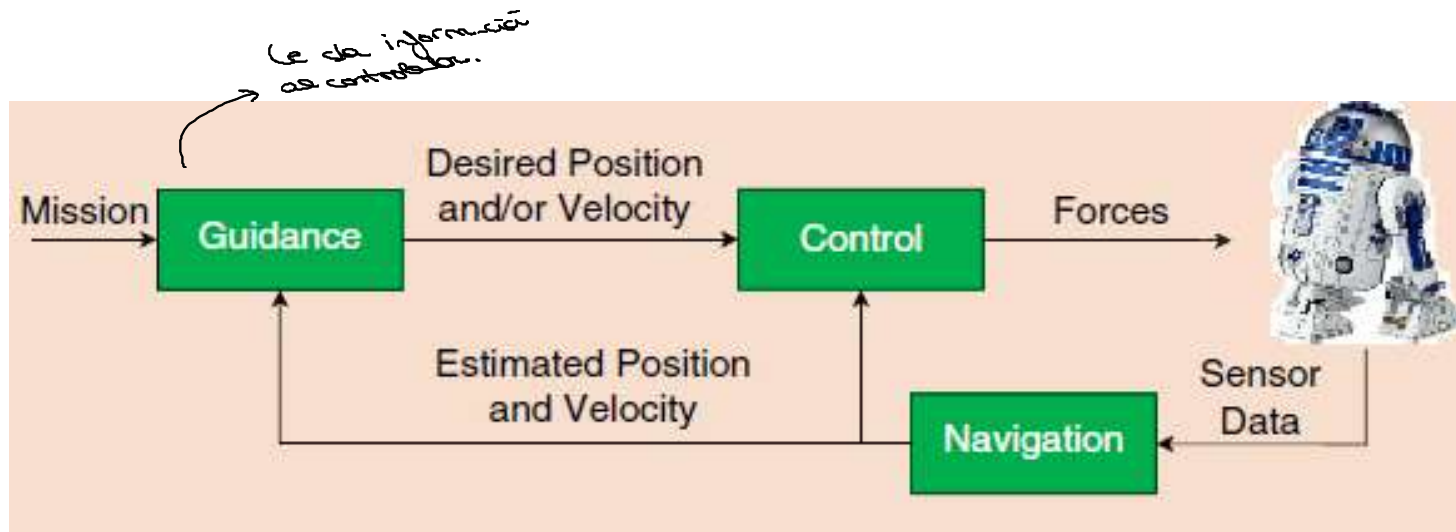 Le da información
al controlador.
Desired Position
and/or Velocity
Mission
Guidance
Control
Forces
Estimated Position
and Velocity
Sensor
Data
Navigation